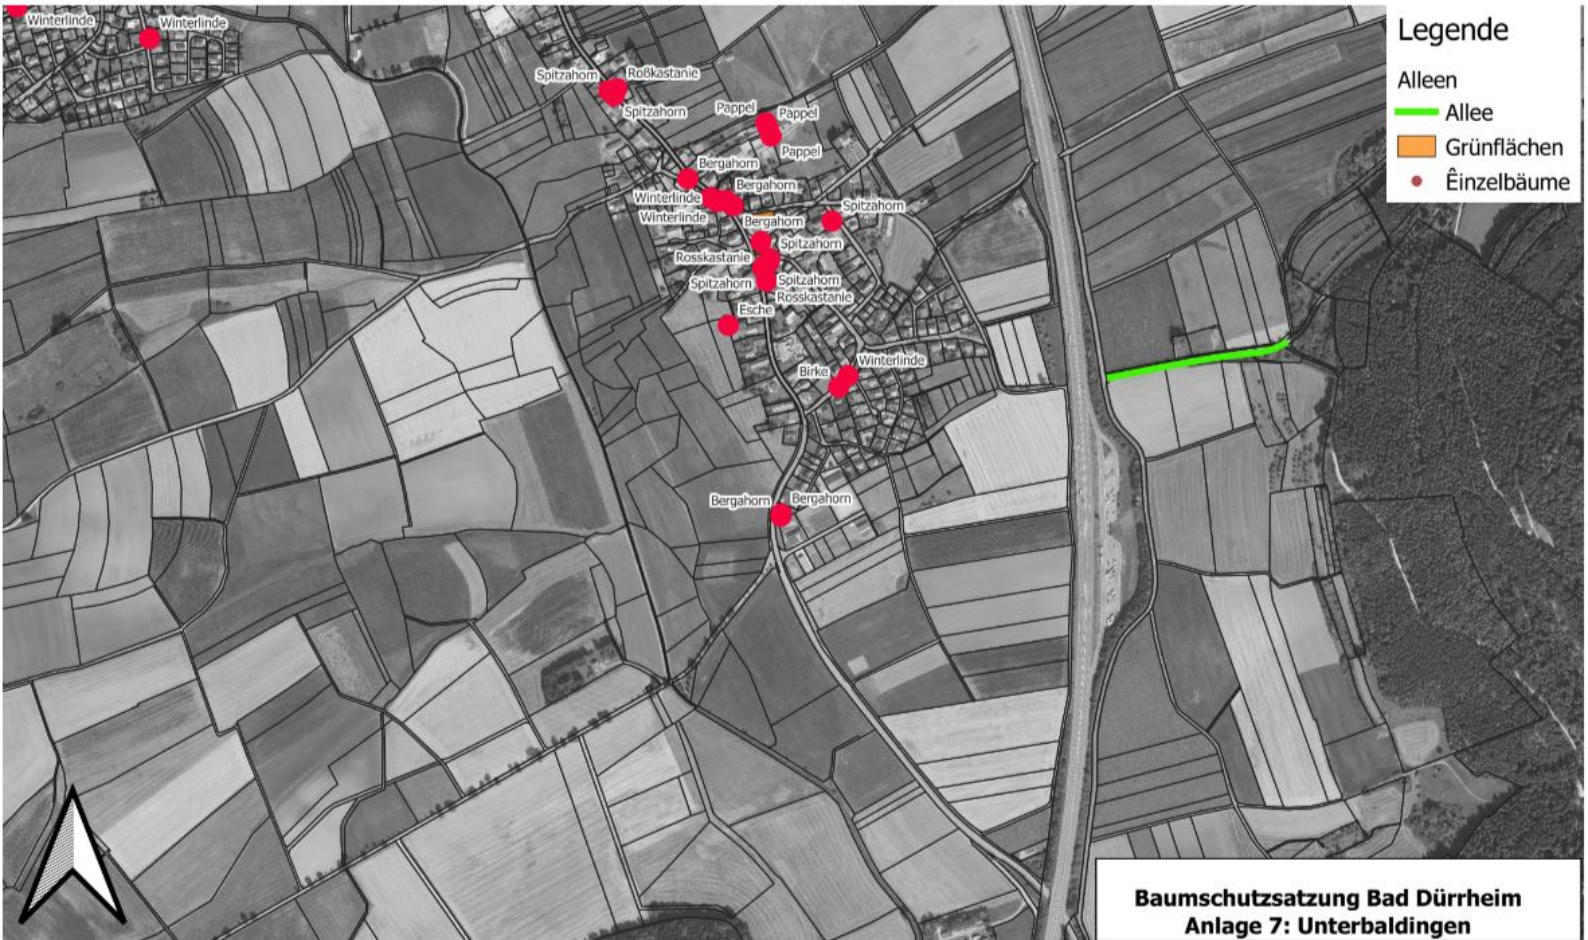 Winterlinde
Winterlinde
Spitzahorn
Roßkastanie
Spitzahorn
Pappel
Pappel
Pappel
Bergahorn
Bergahorn
Winterlinde
Winterlinde
Bergahorn
Spitzahorn
Spitzahorn
Rosskastanie
Spitzahorn
Spitzahorn
Rosskastanie
Esche
Winterlinde
Birke
Bergahorn
Bergahorn
Legende
Alleen
Allee
Grünflächen
Êinzelbäume
Baumschutzsatzung Bad Dürrheim
Anlage 7: Unterbaldingen